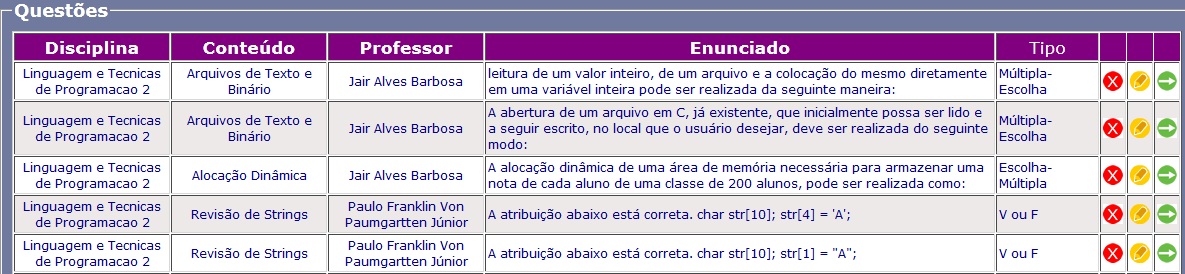 Questões
Disciplina Conteúdo Professor Enunciado Tipo
Linguagem e Tecnicas de Programacao 2 Arquivos de Texto e Binário Jair Alves Barbosa leitura de um valor inteiro, de um arquivo e a colocação do mesmo diretamente em uma variável inteira pode ser realizada da seguinte maneira: Múltipla-Escolha
Linguagem e Tecnicas de Programacao 2 Arquivos de Texto e Binário Jair Alves Barbosa A abertura de um arquivo em C, já existente, que inicialmente possa ser lido e a seguir escrito, no local que o usuário desejar, deve ser realizada do seguinte modo: Múltipla-Escolha
Linguagem e Tecnicas de Programacao 2 Alocação Dinâmica Jair Alves Barbosa A alocação dinâmica de uma área de memória necessária para armazenar uma nota de cada aluno de uma classe de 200 alunos, pode ser realizada como: Escolha-Múltipla
Linguagem e Tecnicas de Programacao 2 Revisão de Strings Paulo Franklin Von Paumgartten Júnior A atribuição abaixo está correta. char str[10]; str[4] = 'A'; V ou F
Linguagem e Tecnicas de Programacao 2 Revisão de Strings Paulo Franklin Von Paumgartten Júnior A atribuição abaixo está correta. char str[10]; str[1] = "A"; V ou F